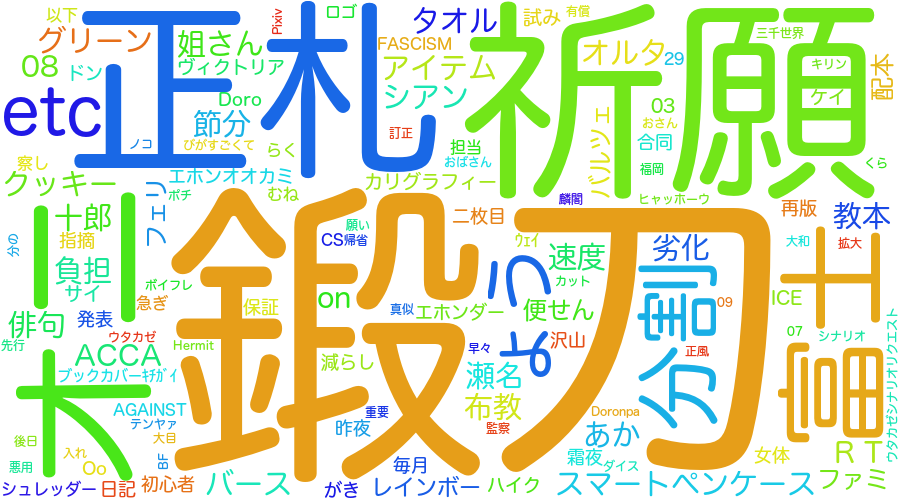 以下
Pixiv
ロゴ
タオル
試み
有償
三千世界
グリーン
姐さん
FASCISM
オルタ
29
キリン
08
ドン
ヴィクトリア
アイテム
シアン
ケイ
配本
etc
正札
祈願
Doro
節分
訂正
03
おさん
バルシェ
合同
ノコ
ひがすごくて
らく
担当
おばさん
福岡
くら
察し
エホンオオカミ
むね
カリグラフィー
麟閣
ヒャッホーウ
クッキー
ポチ
フェリ
二枚目
再版
教本
三木
十郎
指摘
分の
願い
CS
帰省
ウェイ
劣化
大和
拡大
鍛刀
よう
富士
負担
サイ
ボイフレ
急ぎ
保証
on
真似
エホンダー
速度
カット
便せん
分割
ICE
09
07
シナリオ
俳句
発表
先行
ウタカゼ
Hermit
減らし
早々
沢山
正風
ACCA
ブックカバーｷﾁｶﾞｲ
瀬名
布教
Doronpa
ウタカゼシナリオリクエスト
AGAINST
テンヤァ
重要
昨夜
監察
あか
後日
大目
BF
霜夜
ダイス
女体
ＲＴ
悪用
入れ
Oo
毎月
シュレッダー
日記
初心者
バース
がき
レインボー
ハイク
スマートペンケース
ファミ